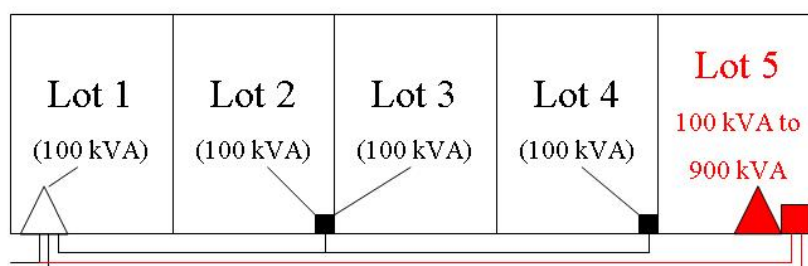 Lot 1
(100 kVA)
Lot 2
(100 kVA)
Lot 3
(100 kVA)
Lot 4
(100 kVA)
Lot 5
100 kVA to
900 kVA